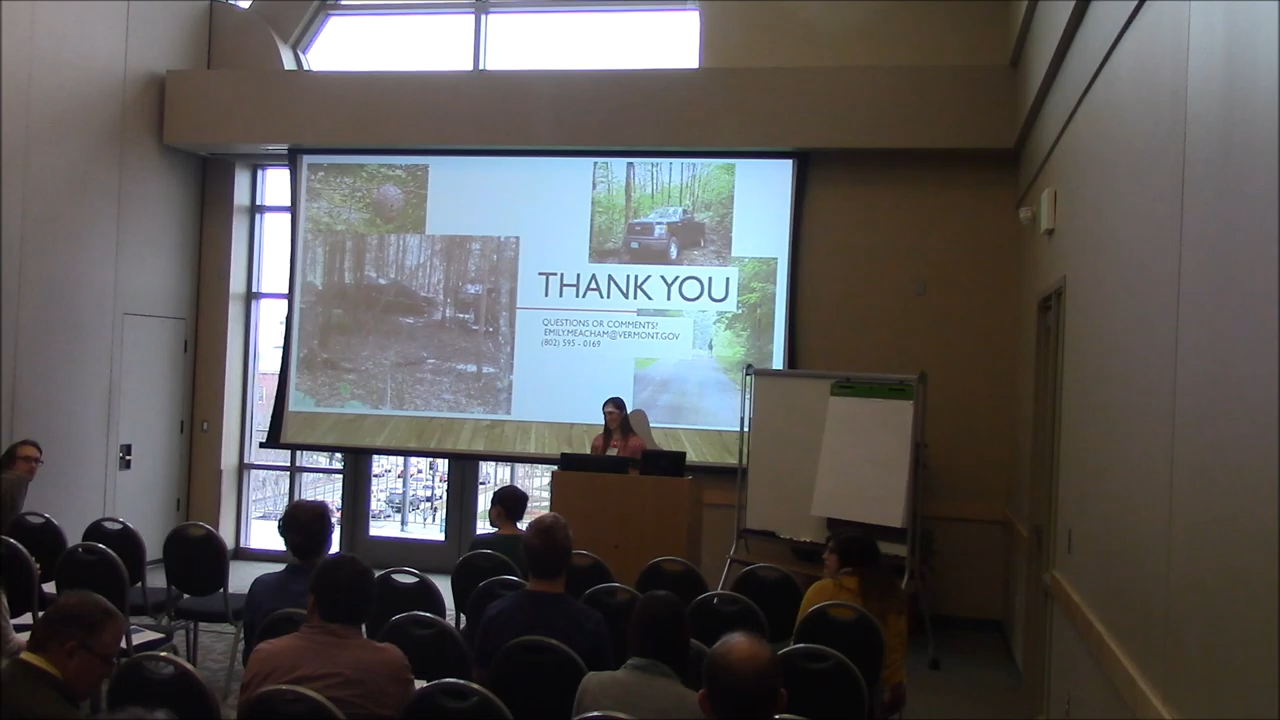 THANK YOU
QUESTIONS OR COMMENTS?
EMILY.MEACHAM@VERMONT.GOV
(802) 595 - 0169